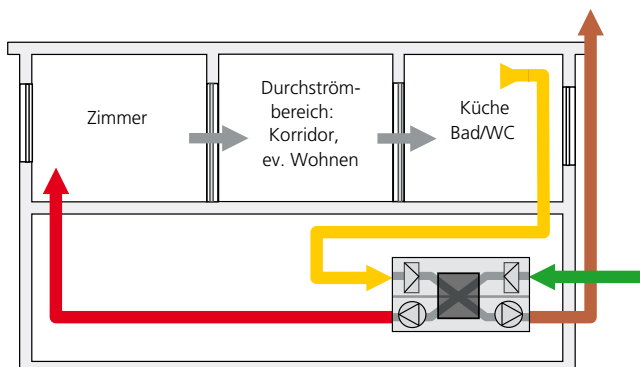 Zimmer
Durchström-
bereich:
Korridor,
ev. Wohnen
Küche
Bad/WC